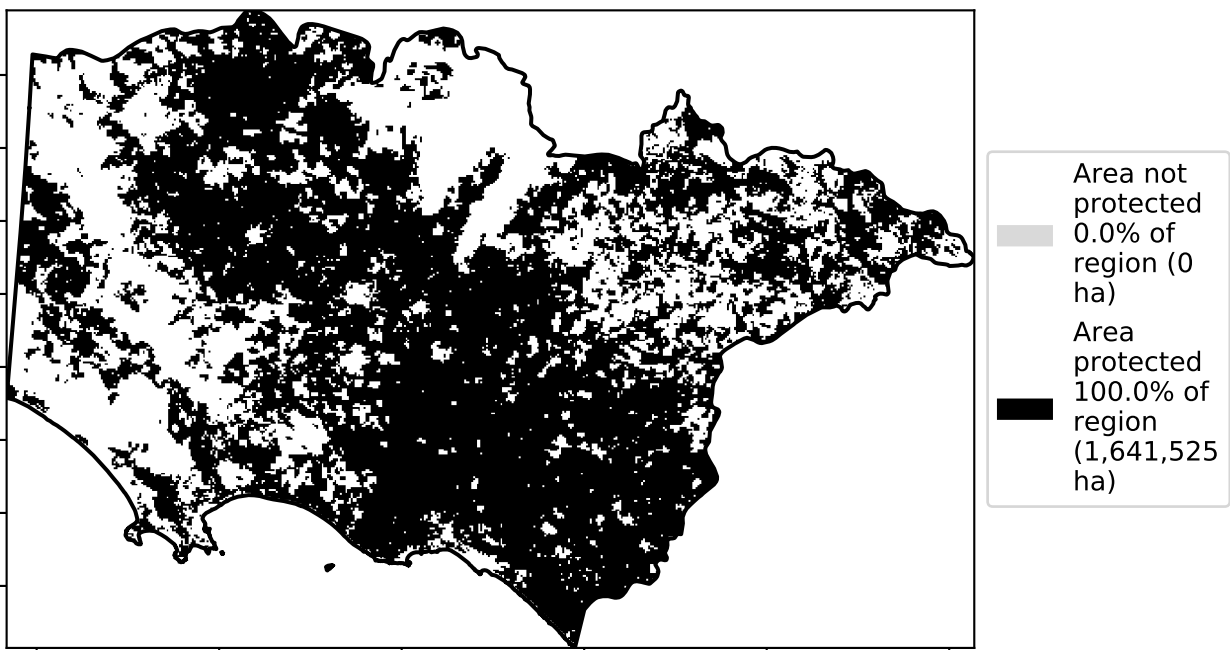 Area not
protected
0.0% of
region (0
ha)
Area
protected
100.0% of
region
(1,641,525
ha)